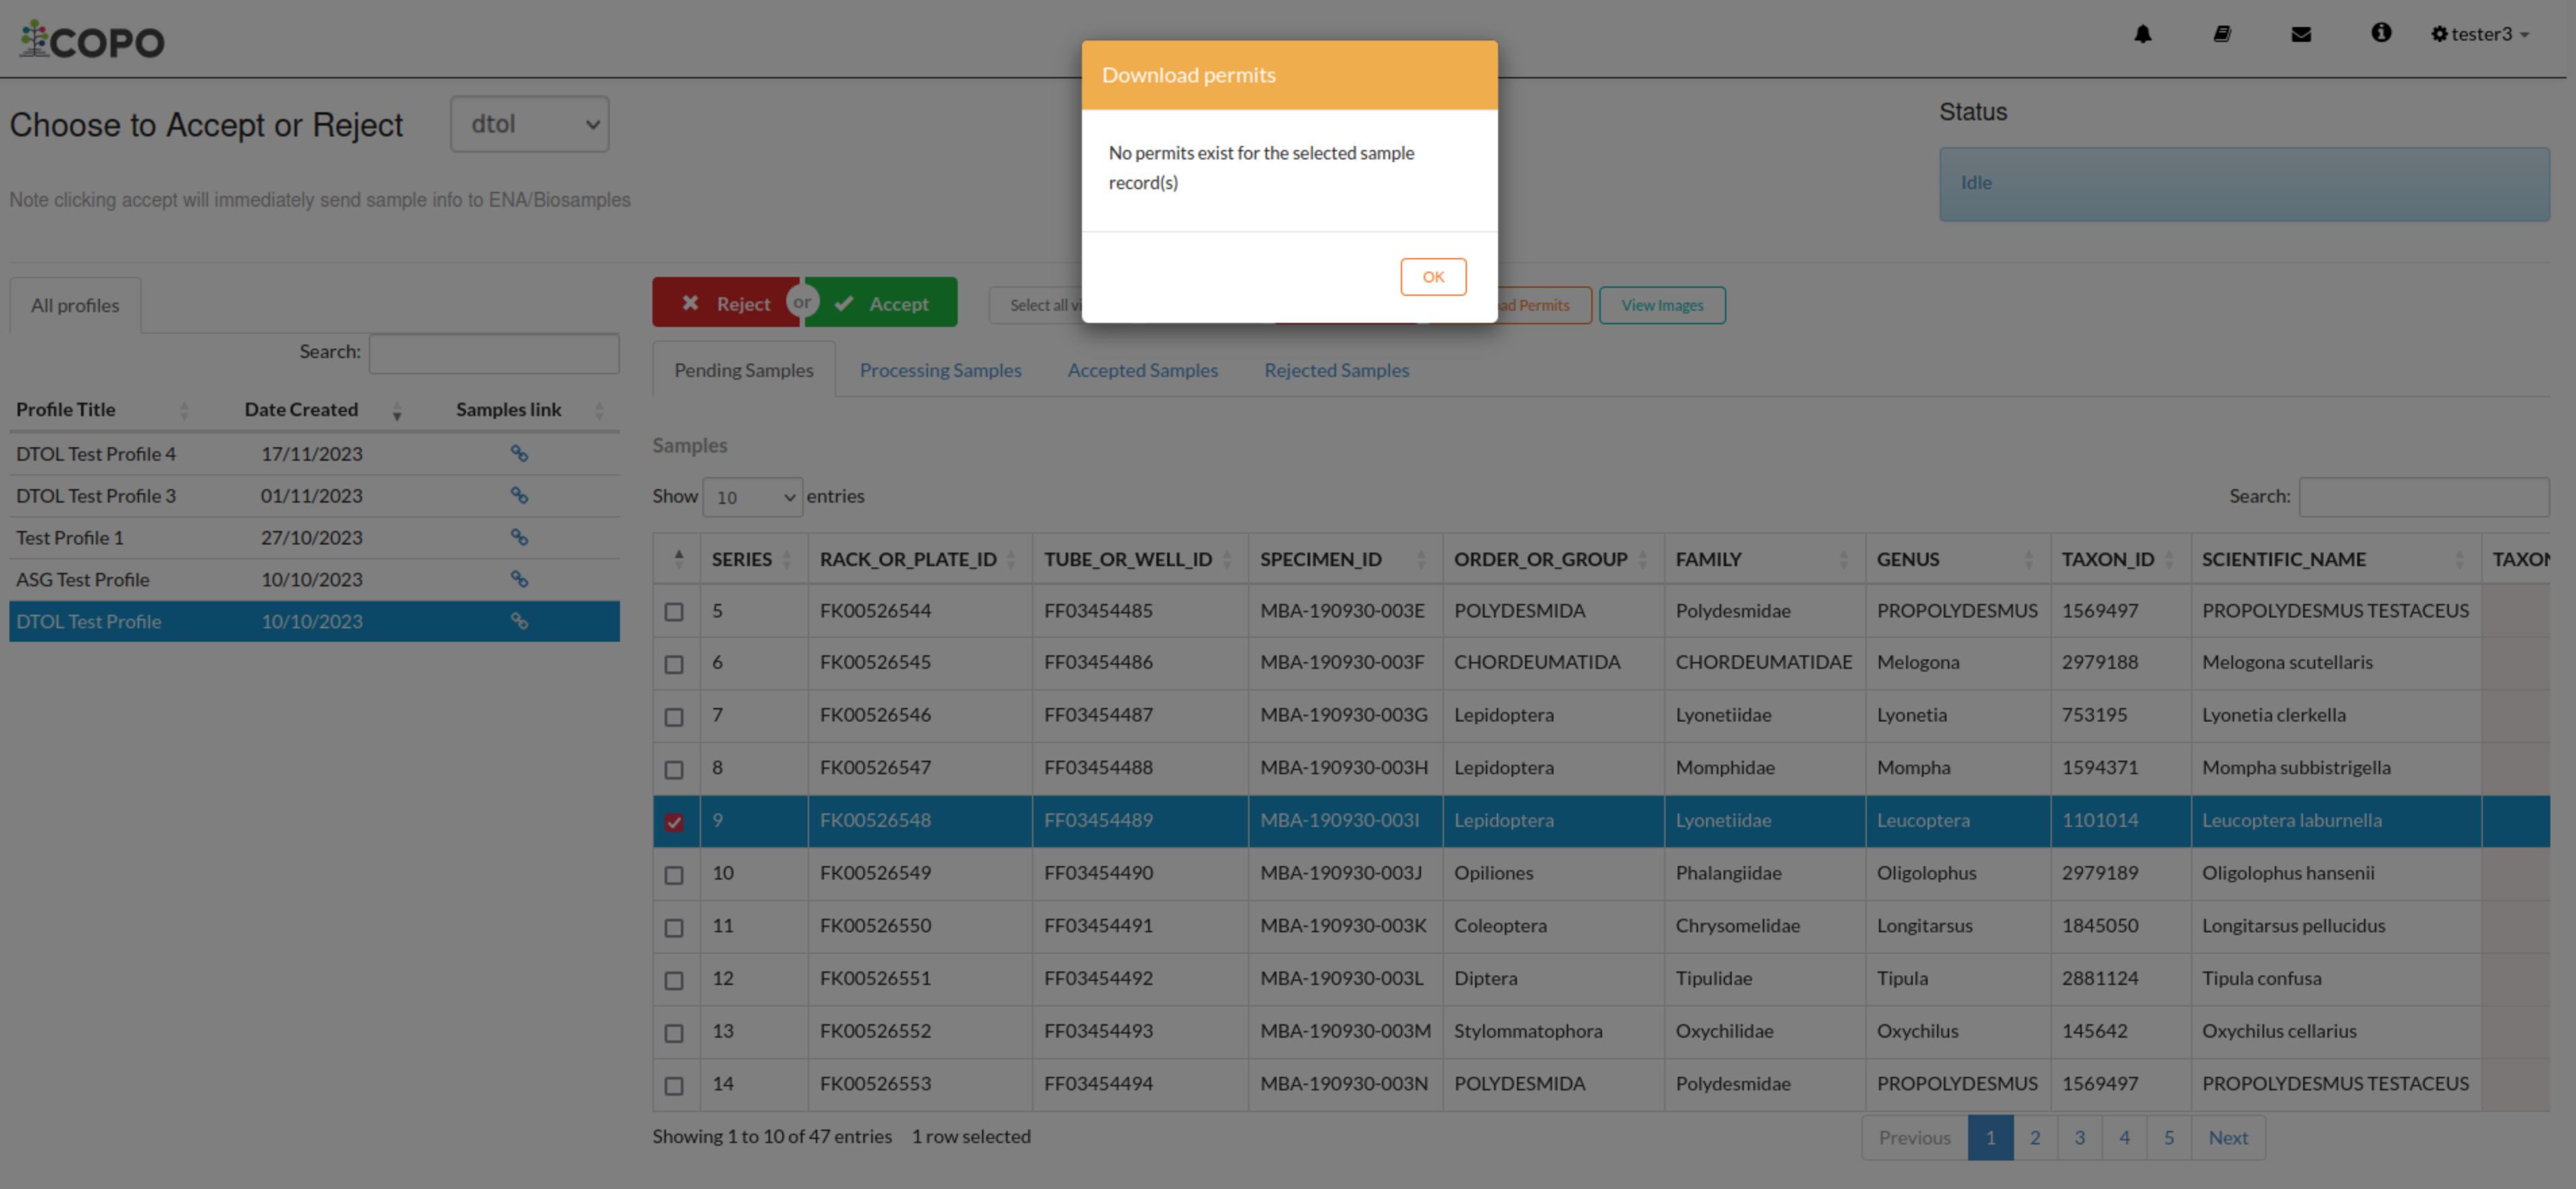 COPO
tester3
Choose to Accept or Reject
dtol
Note clicking accept will immediately send sample info to ENA/Biosamples
Download permits
No permits exist for the selected sample
record(s)
OK
Status
Idle
All profiles
Search:
Profile Title Date Created Samples link
DTOL Test Profile 4 17/11/2023
DTOL Test Profile 3 01/11/2023
Test Profile 1 27/10/2023
ASG Test Profile 10/10/2023
DTOL Test Profile 10/10/2023
Reject or Accept Select all vi ad Permits View Images
Pending Samples Processing Samples Accepted Samples Rejected Samples
Samples
Show 10 entries Search:
SERIES RACK_OR_PLATE_ID TUBE_OR_WELL_ID SPECIMEN_ID ORDER_OR_GROUP FAMILY GENUS TAXON_ID SCIENTIFIC_NAME TAXON
5 FK00526544 FF03454485 MBA-190930-003E POLYDESMIDA Polydesmidae PROPOLYDESMUS 1569497 PROPOLYDESMUS TESTACEUS
6 FK00526545 FF03454486 MBA-190930-003F CHORDEUMATIDA CHORDEUMATIDAE Melogona 2979188 Melogona scutellaris
7 FK00526546 FF03454487 MBA-190930-003G Lepidoptera Lyonetiidae Lyonetia 753195 Lyonetia clerkella
8 FK00526547 FF03454488 MBA-190930-003H Lepidoptera Momphidae Mompha 1594371 Mompha subbistrigella
9 FK00526548 FF03454489 MBA-190930-003I Lepidoptera Lyonetiidae Leucoptera 1101014 Leucoptera laburnella
10 FK00526549 FF03454490 MBA-190930-003J Opiliones Phalangiidae Oligolophus 2979189 Oligolophus hansenii
11 FK00526550 FF03454491 MBA-190930-003K Coleoptera Chrysomelidae Longitarsus 1845050 Longitarsus pellucidus
12 FK00526551 FF03454492 MBA-190930-003L Diptera Tipulidae Tipula 2881124 Tipula confusa
13 FK00526552 FF03454493 MBA-190930-003M Stylommatophora Oxychilidae Oxychilus 145642 Oxychilus cellarius
14 FK00526553 FF03454494 MBA-190930-003N POLYDESMIDA Polydesmidae PROPOLYDESMUS 1569497 PROPOLYDESMUS TESTACEUS
Showing 1 to 10 of 47 entries 1 row selected Previous 1 2 3 4 5 Next